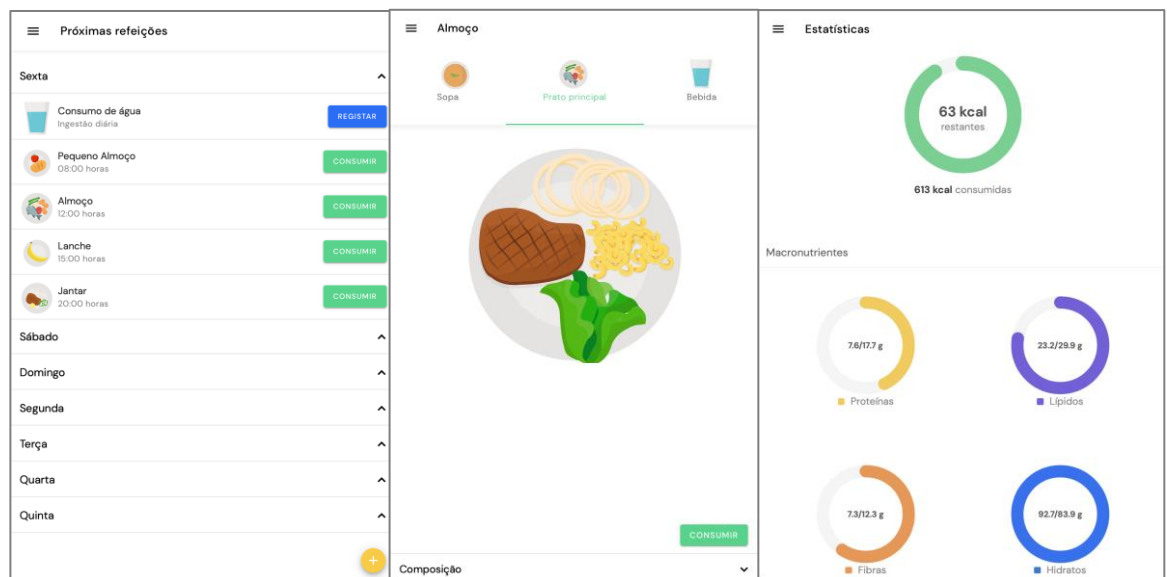 Próximas refeições
Sexta
Consumo de água
Ingestão diária
REGISTAR
Pequeno Almoço
08:00 horas
CONSUMIR
Almoço
12:00 horas
CONSUMIR
Lanche
15:00 horas
CONSUMIR
Jantar
20:00 horas
CONSUMIR
Sábado
Domingo
Segunda
Terça
Quarta
Quinta
+
Almoço
Sopa
Prato principal
Bebida
CONSUMIR
Composição
Estatísticas
63 kcal
restantes
613 kcal consumidas
Macronutrientes
7.6/17.7 g
Proteínas
23.2/29.9 g
Lípidos
7.3/12.3 g
Fibras
92.7/83.9 g
Hidratos